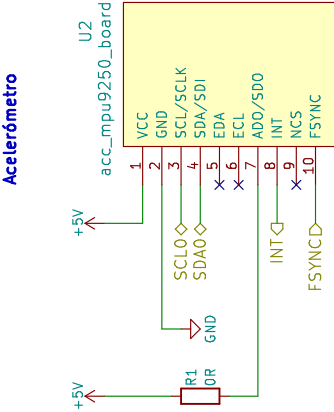 Acelerómetro
U2
acc_mpu9250_board
VCC
GND
SCL/SCLK
SDA/SDI
EDA
ECL
ADO/SDO
INT
NCS
FSYNC
1
2
3
4
5
6
7
8
9
10
+5V
SCL0
SDA0
INT
FSYNC
GND
+5V
R1
0R